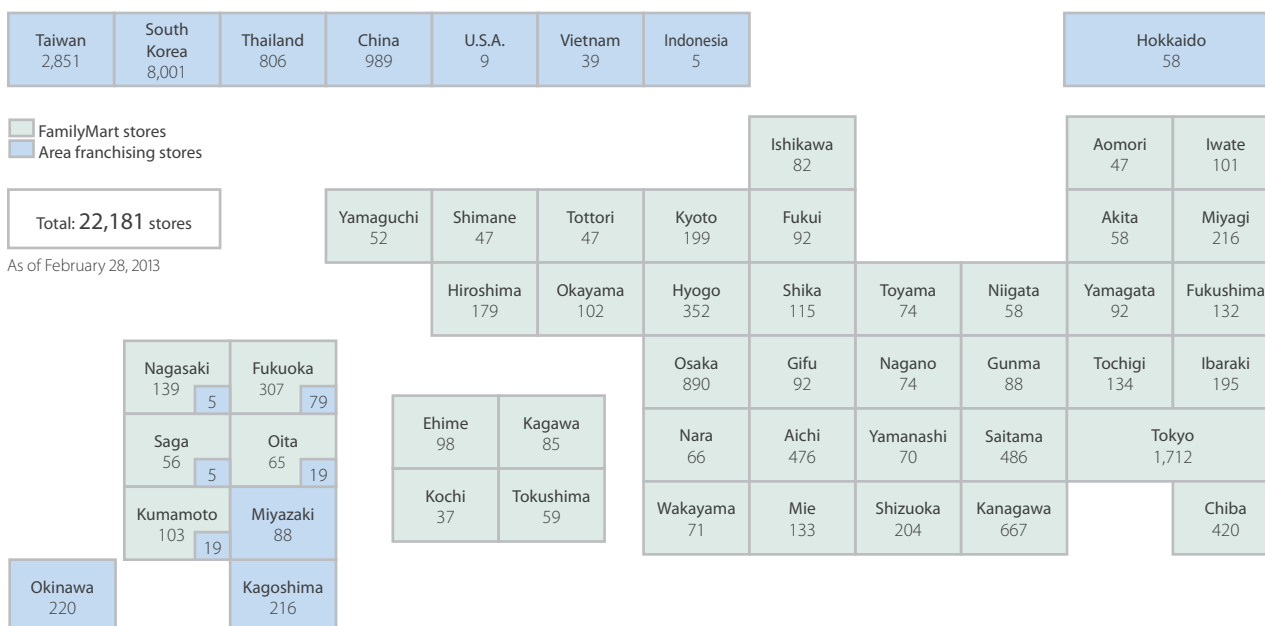 Taiwan
2,851
South
Korea
8,001
Thailand
806
China
989
U.S.A.
9
Vietnam
39
Indonesia
5
Hokkaido
58
FamilyMart stores
Area franchising stores
Total: 22,181 stores
As of February 28, 2013
Ishikawa
82
Aomori
47
Iwate
101
Yamaguchi
52
Shimane
47
Tottori
47
Kyoto
199
Fukui
92
Akita
58
Miyagi
216
Hiroshima
179
Okayama
102
Hyogo
352
Shika
115
Toyama
74
Niigata
58
Yamagata
92
Fukushima
132
Nagasaki
139
5
Fukuoka
307
79
Osaka
890
Gifu
92
Nagano
74
Gunma
88
Tochigi
134
Ibaraki
195
Saga
56
5
Oita
65
19
Ehime
98
Kagawa
85
Nara
66
Aichi
476
Yamanashi
70
Saitama
486
Tokyo
1,712
Kumamoto
103
19
Miyazaki
88
Kochi
37
Tokushima
59
Wakayama
71
Mie
133
Shizuoka
204
Kanagawa
667
Chiba
420
Okinawa
220
Kagoshima
216